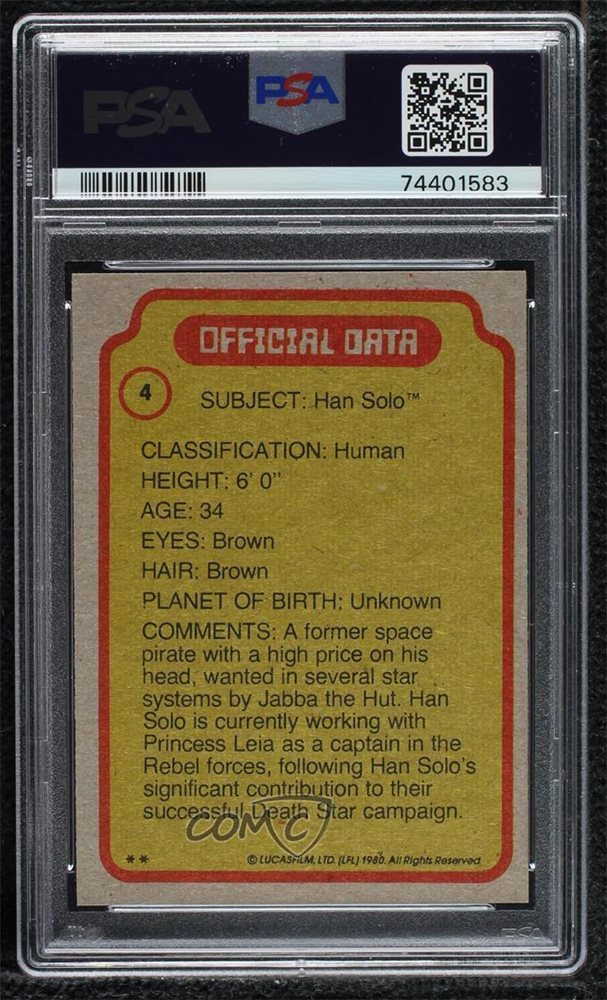 PSA PSA
74401583
OFFICIAL DATA
4
SUBJECT: Han Solo™
CLASSIFICATION: Human
HEIGHT: 6' 0"
AGE: 34
EYES: Brown
HAIR: Brown
PLANET OF BIRTH: Unknown
COMMENTS: A former space
pirate with a high price on his
head, wanted in several star
systems by Jabba the Hut. Han
Solo is currently working with
Princess Leia as a captain in the
Rebel forces, following Han Solo's
significant contribution to their
successful Death Star campaign.
COMC
** © LUCASFILM, LTD. (LFL) 1980. All Rights Reserved
PSA